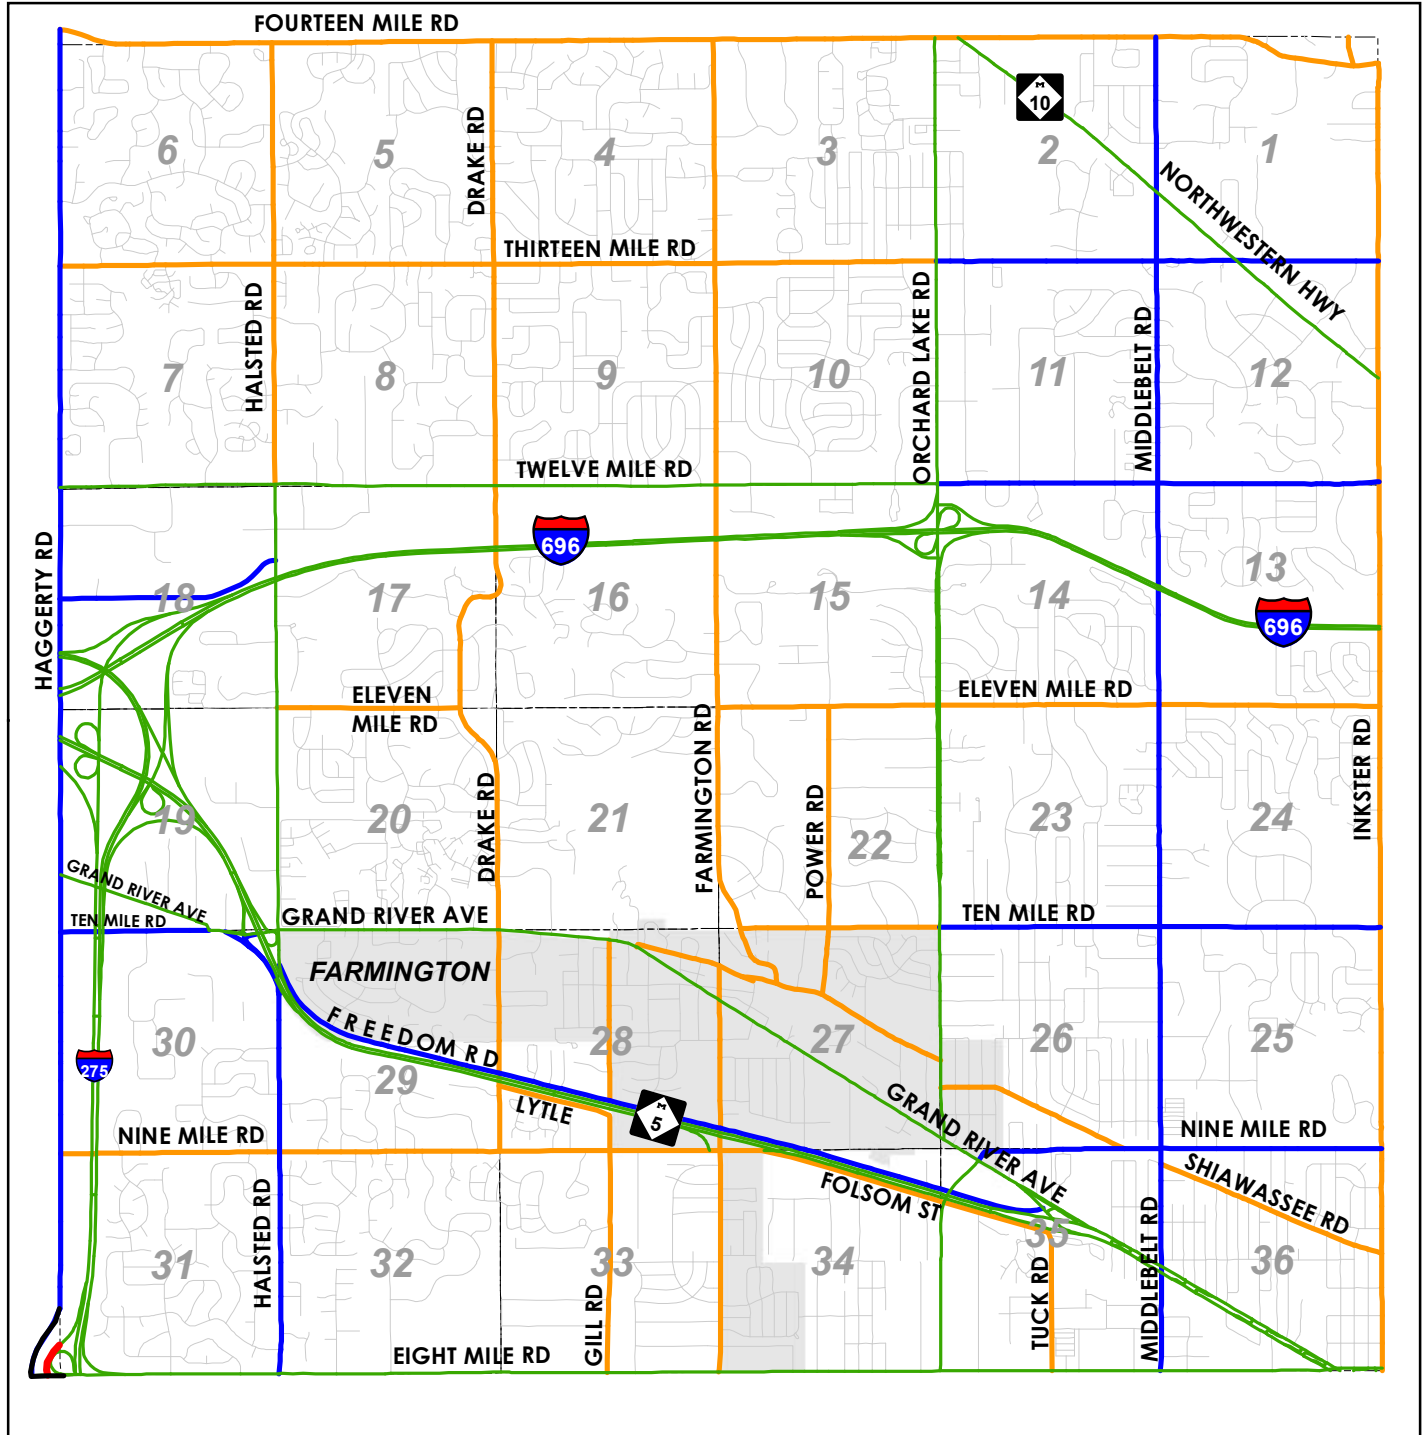 FOURTEEN MILE RD
M
10
DRAKE RD
6
5
4
3
2
1
NORTHWESTERN HWY
THIRTEEN MILE RD
HALSTED RD
ORCHARD LAKE RD
MIDDLEBELT RD
7
8
9
10
11
12
TWELVE MILE RD
HAGGERTY RD
696
13
18
17
16
15
14
696
ELEVEN
MILE RD
ELEVEN MILE RD
FARMINGTON RD
INKSTER RD
DRAKE RD
POWER RD
19
20
21
22
23
24
GRAND RIVER AVE
TEN MILE RD
GRAND RIVER AVE
TEN MILE RD
FARMINGTON
FREEDOM RD
30
29
28
27
26
25
275
LYTLE
M
5
GRAND RIVER AVE
NINE MILE RD
NINE MILE RD
SHIAWASSEE RD
FOLSOM ST
HALSTED RD
MIDDLEBELT RD
31
32
33
34
35
36
GILL RD
TUCK RD
EIGHT MILE RD